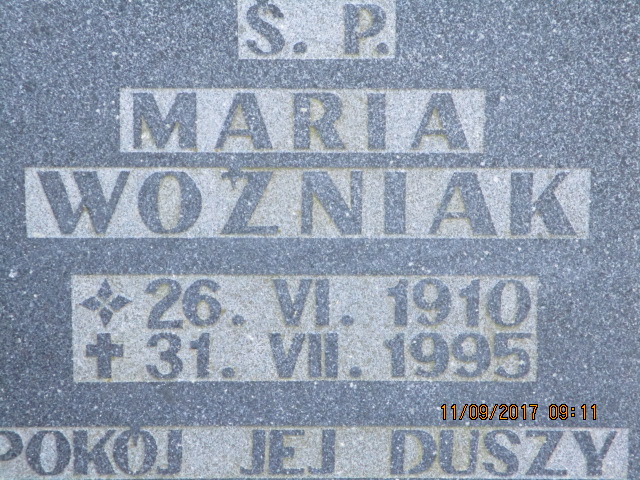 Ś. P.
MARIA
WOŹNIAK
26. VI. 1910
31. VII. 1995
11/09/2017 09:11
POKÓJ JEJ DUSZY